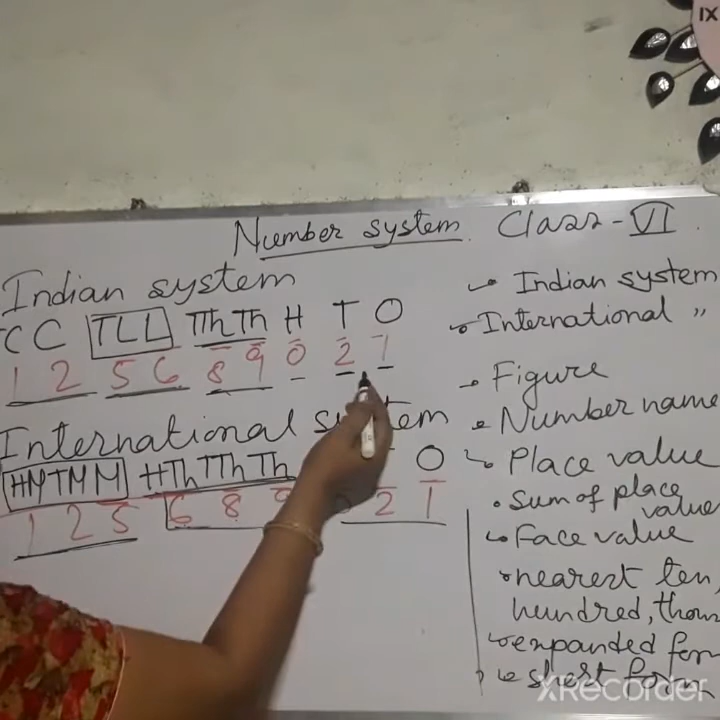 IX
Number system Class-VI
Indian system
C C TLL TTh Th H T O
1 2 5 6 8 9 0 2 1
International system
HM TM M HTh TTh Th O
1 2 5 6 8 9 2 1
Indian system
International "
Figure
Number name
Place value
Sum of place
value
Face value
nearest ten,
hundred, thou
expanded for
short form
XRecorder